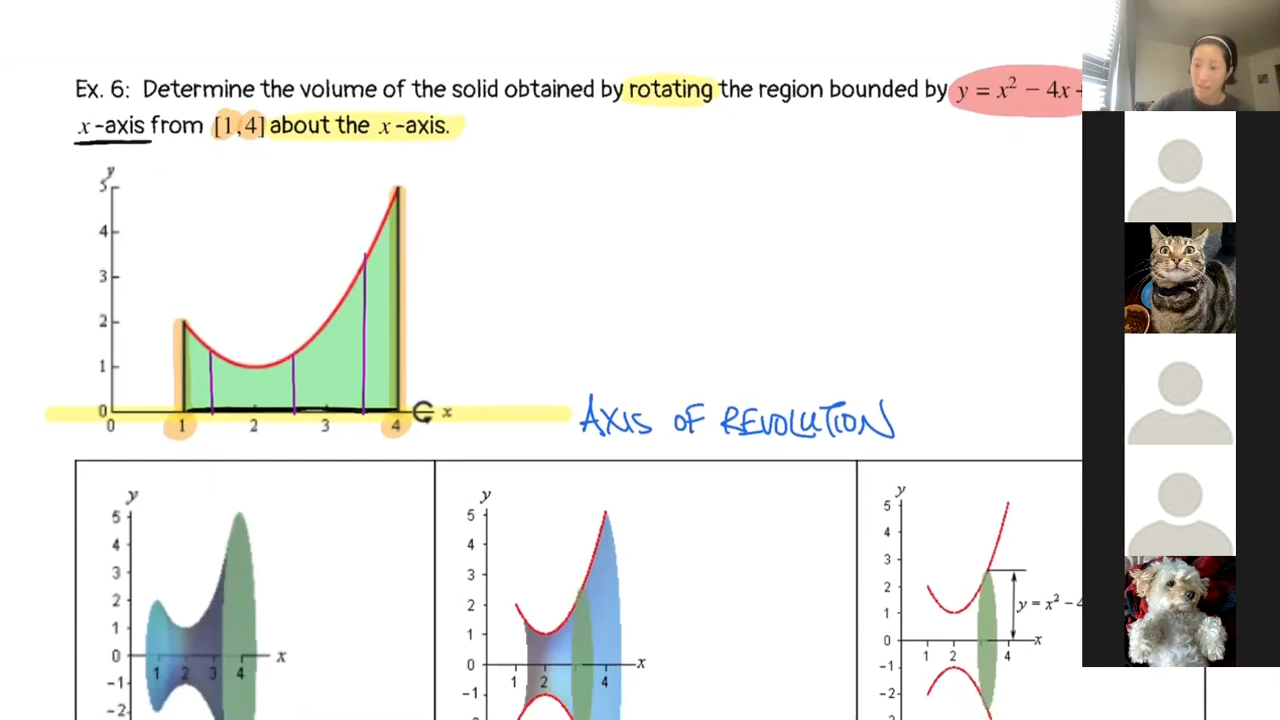 Ex. 6: Determine the volume of the solid obtained by rotating the region bounded by y = x² − 4x
x-axis from [1,4] about the x-axis.
y
5
4
3
2
1
0
0 1 2 3 4 x
AXIS OF REVOLUTION
y
5
4
3
2
1
0
-1
-2
1 2 3 4 x
y
5
4
3
2
1
0
-1
1 2 4 x
y
5
4
3
2
1
0
-1
-2
1 2 4 x
y = x² −